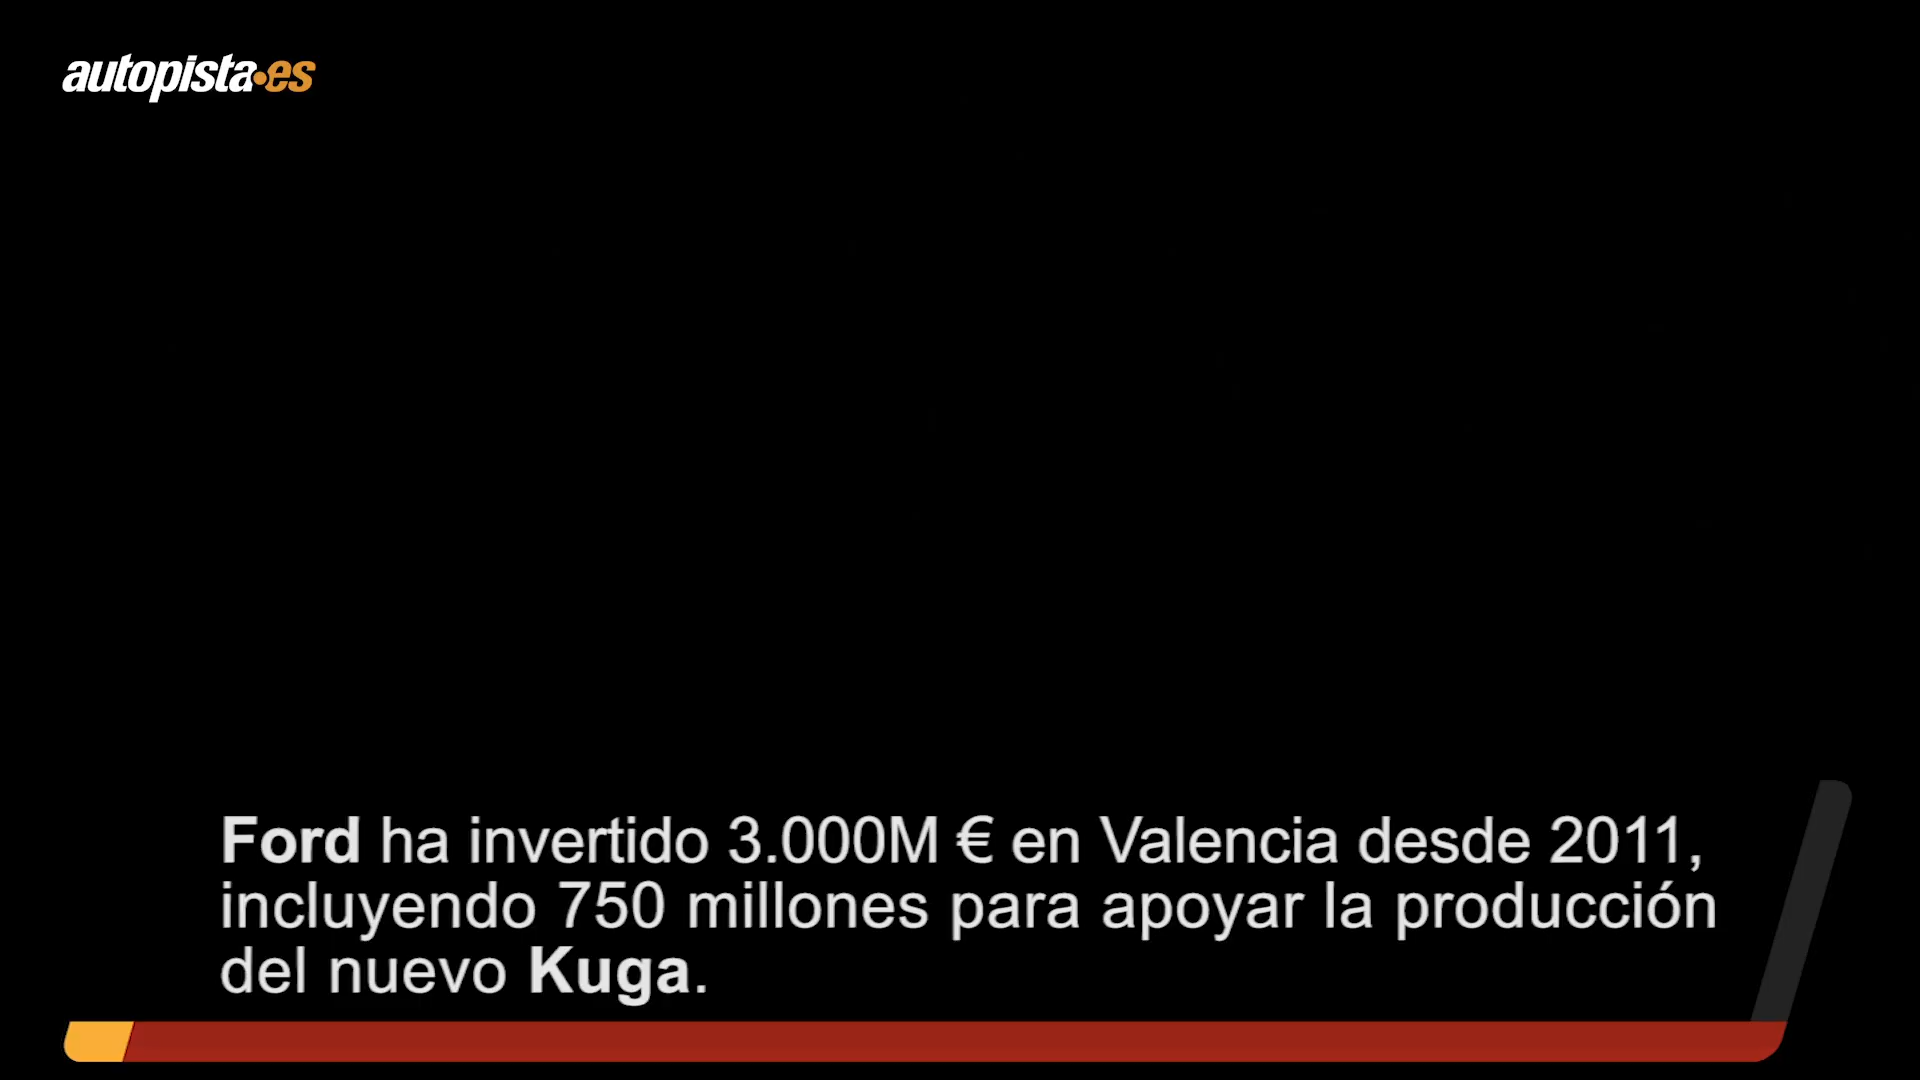 autopista.es
Ford ha invertido 3.000M € en Valencia desde 2011,
incluyendo 750 millones para apoyar la producción
del nuevo Kuga.